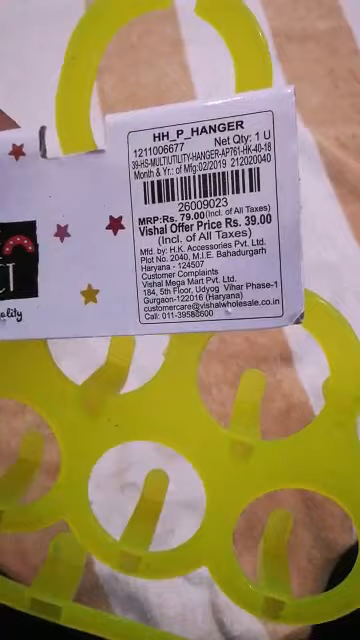 HH_P_HANGER
1211006677 Net Qty: 1 U
39-HS-MULTIUTILITY-HANGER-AP761-HK-40-18
Month & Yr.: of Mfg:02/2019 212020040
26009023
MRP:Rs. 79.00(Incl. of All Taxes)
Vishal Offer Price Rs. 39.00
(Incl. of All Taxes)
Mfd. by: H.K. Accessories Pvt. Ltd.
Plot No. 2040, M.I.E. Bahadurgarh
Haryana - 124507
Customer Complaints
Vishal Mega Mart Pvt. Ltd.
184, 5th Floor, Udyog Vihar Phase-1
Gurgaon-122016 (Haryana)
customercare@vishalwholesale.co.in
Call: 011-39588600